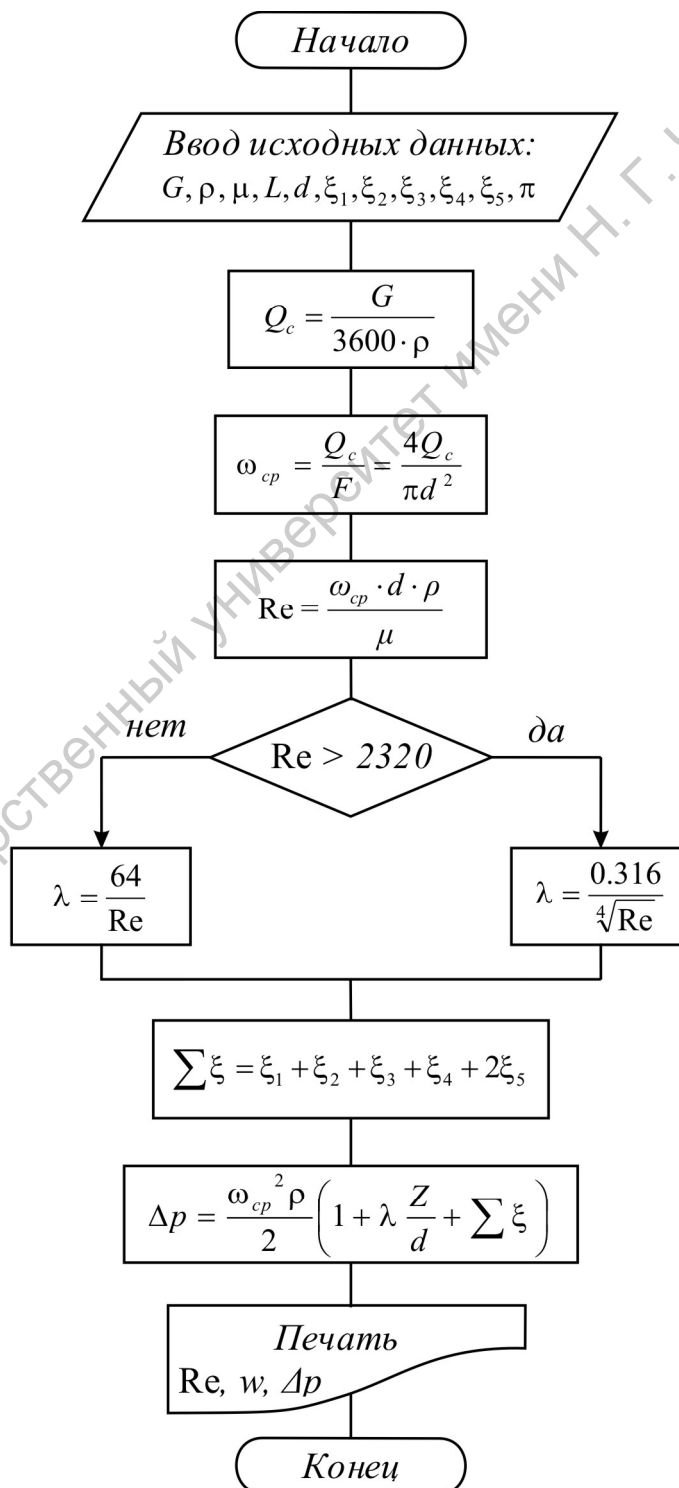 Начало
Ввод исходных данных:
G, ρ, μ, L, d, ξ₁, ξ₂, ξ₃, ξ₄, ξ₅, π
Q_c = G / (3600 · ρ)
ω_ср = Q_c / F = 4Q_c / (πd²)
Re = (ω_ср · d · ρ) / μ
нет
Re > 2320
да
λ = 64 / Re
λ = 0.316 / ⁴√Re
∑ξ = ξ₁ + ξ₂ + ξ₃ + ξ₄ + 2ξ₅
Δp = (ω_ср² ρ / 2) (1 + λ Z/d + ∑ξ)
Печать
Re, w, Δp
Конец
университет имени Н. Г.